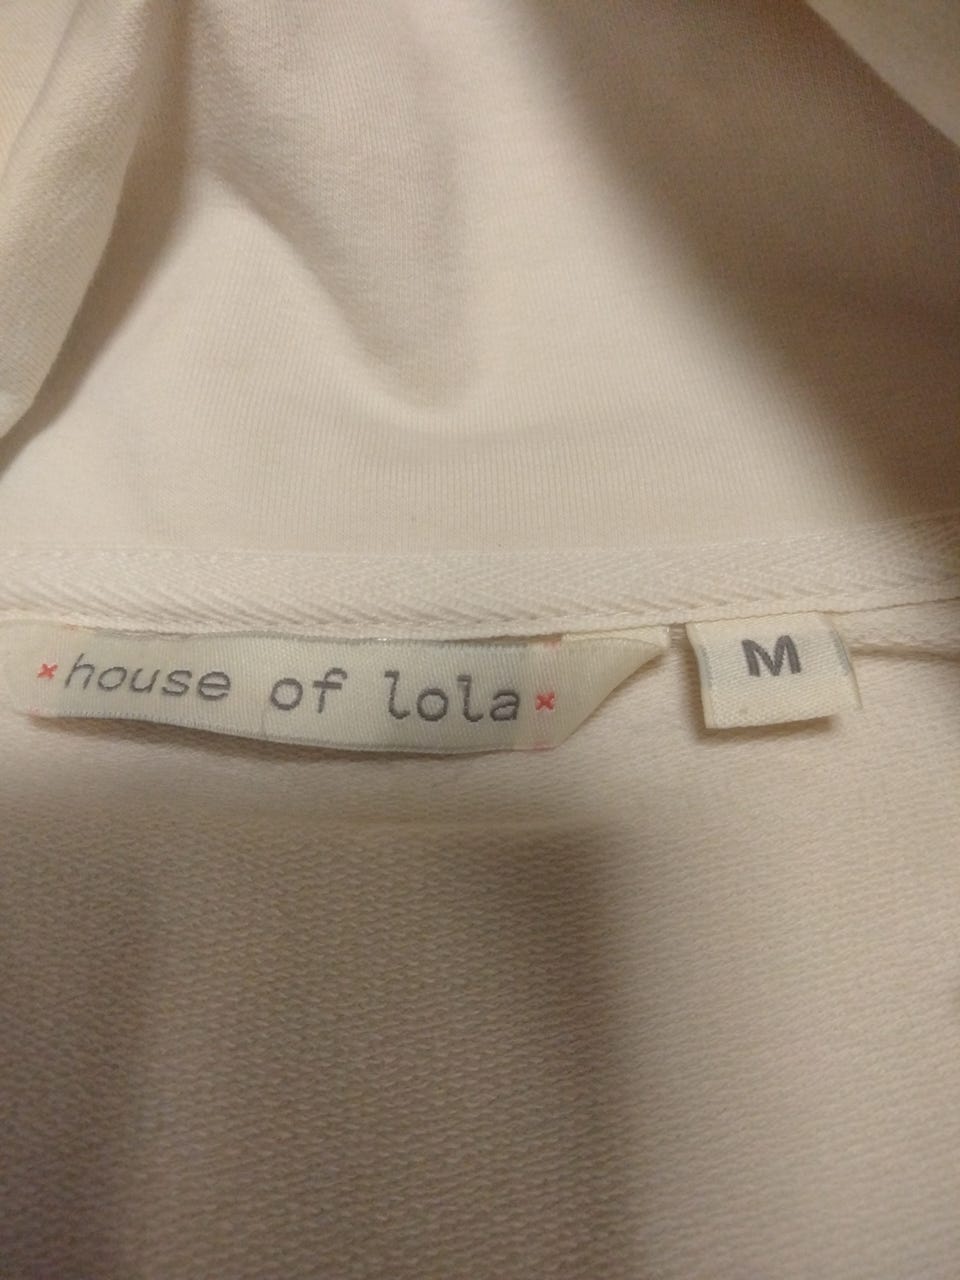 ×house of lola×
M